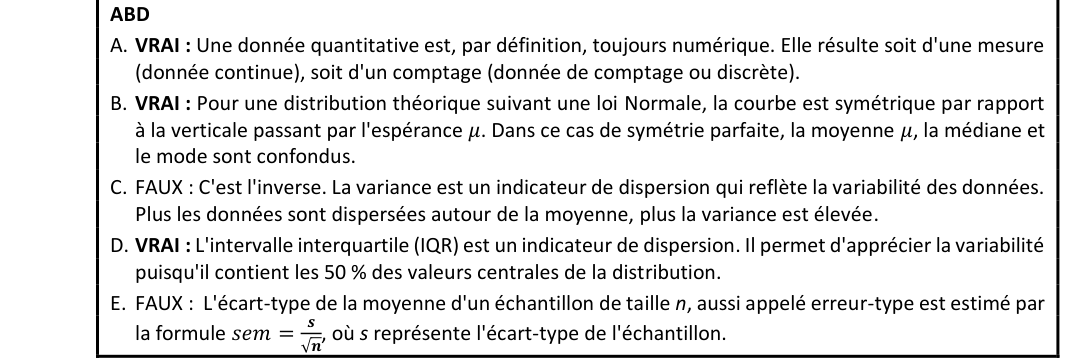 ABD
A. VRAI : Une donnée quantitative est, par définition, toujours numérique. Elle résulte soit d'une mesure
(donnée continue), soit d'un comptage (donnée de comptage ou discrète).
B. VRAI : Pour une distribution théorique suivant une loi Normale, la courbe est symétrique par rapport
à la verticale passant par l'espérance μ. Dans ce cas de symétrie parfaite, la moyenne μ, la médiane et
le mode sont confondus.
C. FAUX : C'est l'inverse. La variance est un indicateur de dispersion qui reflète la variabilité des données.
Plus les données sont dispersées autour de la moyenne, plus la variance est élevée.
D. VRAI : L'intervalle interquartile (IQR) est un indicateur de dispersion. Il permet d'apprécier la variabilité
puisqu'il contient les 50 % des valeurs centrales de la distribution.
E. FAUX : L'écart-type de la moyenne d'un échantillon de taille n, aussi appelé erreur-type est estimé par
la formule sem = s/√n, où s représente l'écart-type de l'échantillon.